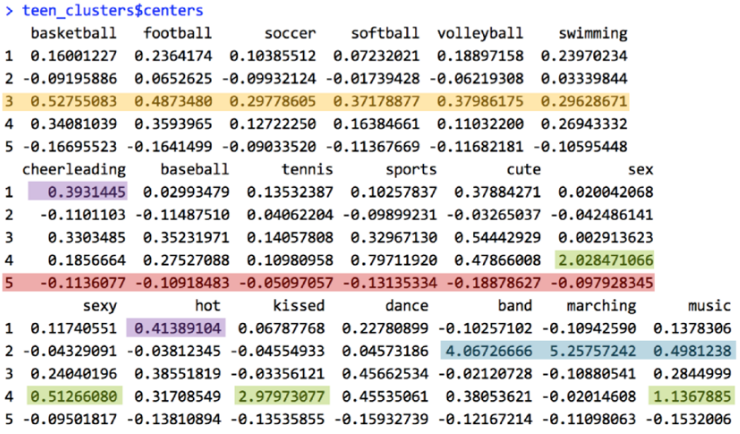 > teen_clusters$centers
basketball football soccer softball volleyball swimming
1 0.16001227 0.2364174 0.10385512 0.07232021 0.18897158 0.23970234
2 -0.09195886 0.0652625 -0.09932124 -0.01739428 -0.06219308 0.03339844
3 0.52755083 0.4873480 0.29778605 0.37178877 0.37986175 0.29628671
4 0.34081039 0.3593965 0.12722250 0.16384661 0.11032200 0.26943332
5 -0.16695523 -0.1641499 -0.09033520 -0.11367669 -0.11682181 -0.10595448
cheerleading baseball tennis sports cute sex
1 0.3931445 0.02993479 0.13532387 0.10257837 0.37884271 0.020042068
2 -0.1101103 -0.11487510 0.04062204 -0.09899231 -0.03265037 -0.042486141
3 0.3303485 0.35231971 0.14057808 0.32967130 0.54442929 0.002913623
4 0.1856664 0.27527088 0.10980958 0.79711920 0.47866008 2.028471066
5 -0.1136077 -0.10918483 -0.05097057 -0.13135334 -0.18878627 -0.097928345
sexy hot kissed dance band marching music
1 0.11740551 0.41389104 0.06787768 0.22780899 -0.10257102 -0.10942590 0.1378306
2 -0.04329091 -0.03812345 -0.04554933 0.04573186 4.06726666 5.25757242 0.4981238
3 0.24040196 0.38551819 -0.03356121 0.45662534 -0.02120728 -0.10880541 0.2844999
4 0.51266080 0.31708549 2.97973077 0.45535061 0.38053621 -0.02014608 1.1367885
5 -0.09501817 -0.13810894 -0.13535855 -0.15932739 -0.12167214 -0.11098063 -0.1532006